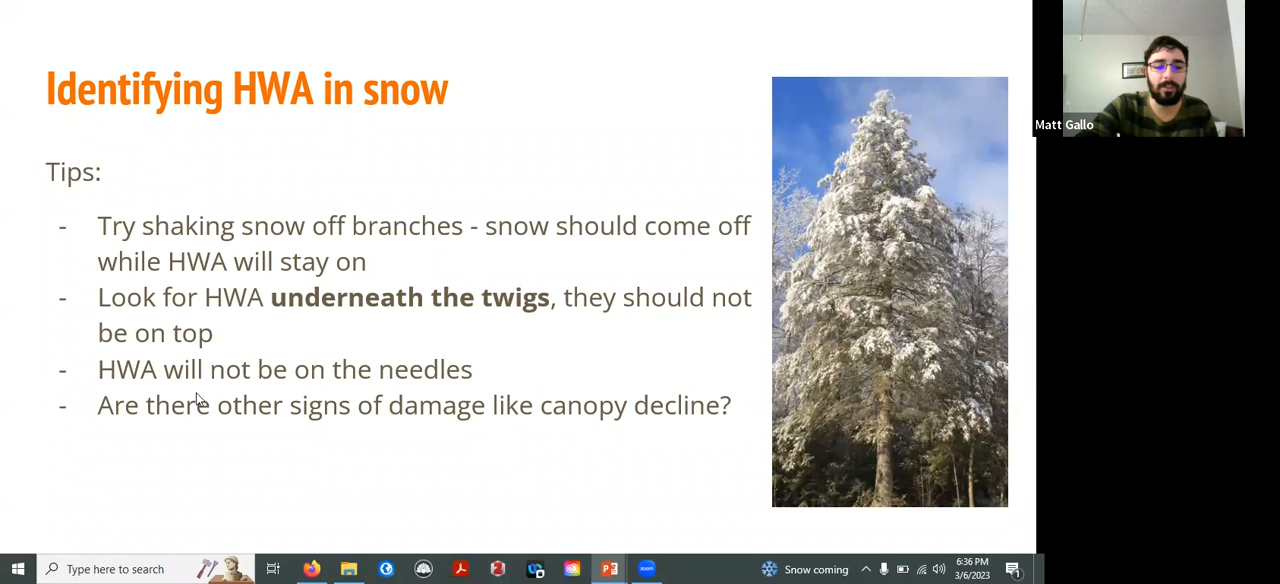 Identifying HWA in snow
Tips:
- Try shaking snow off branches - snow should come off
while HWA will stay on
- Look for HWA underneath the twigs, they should not
be on top
- HWA will not be on the needles
- Are there other signs of damage like canopy decline?
Matt Gallo
Type here to search
Snow coming
6:36 PM
3/6/2023